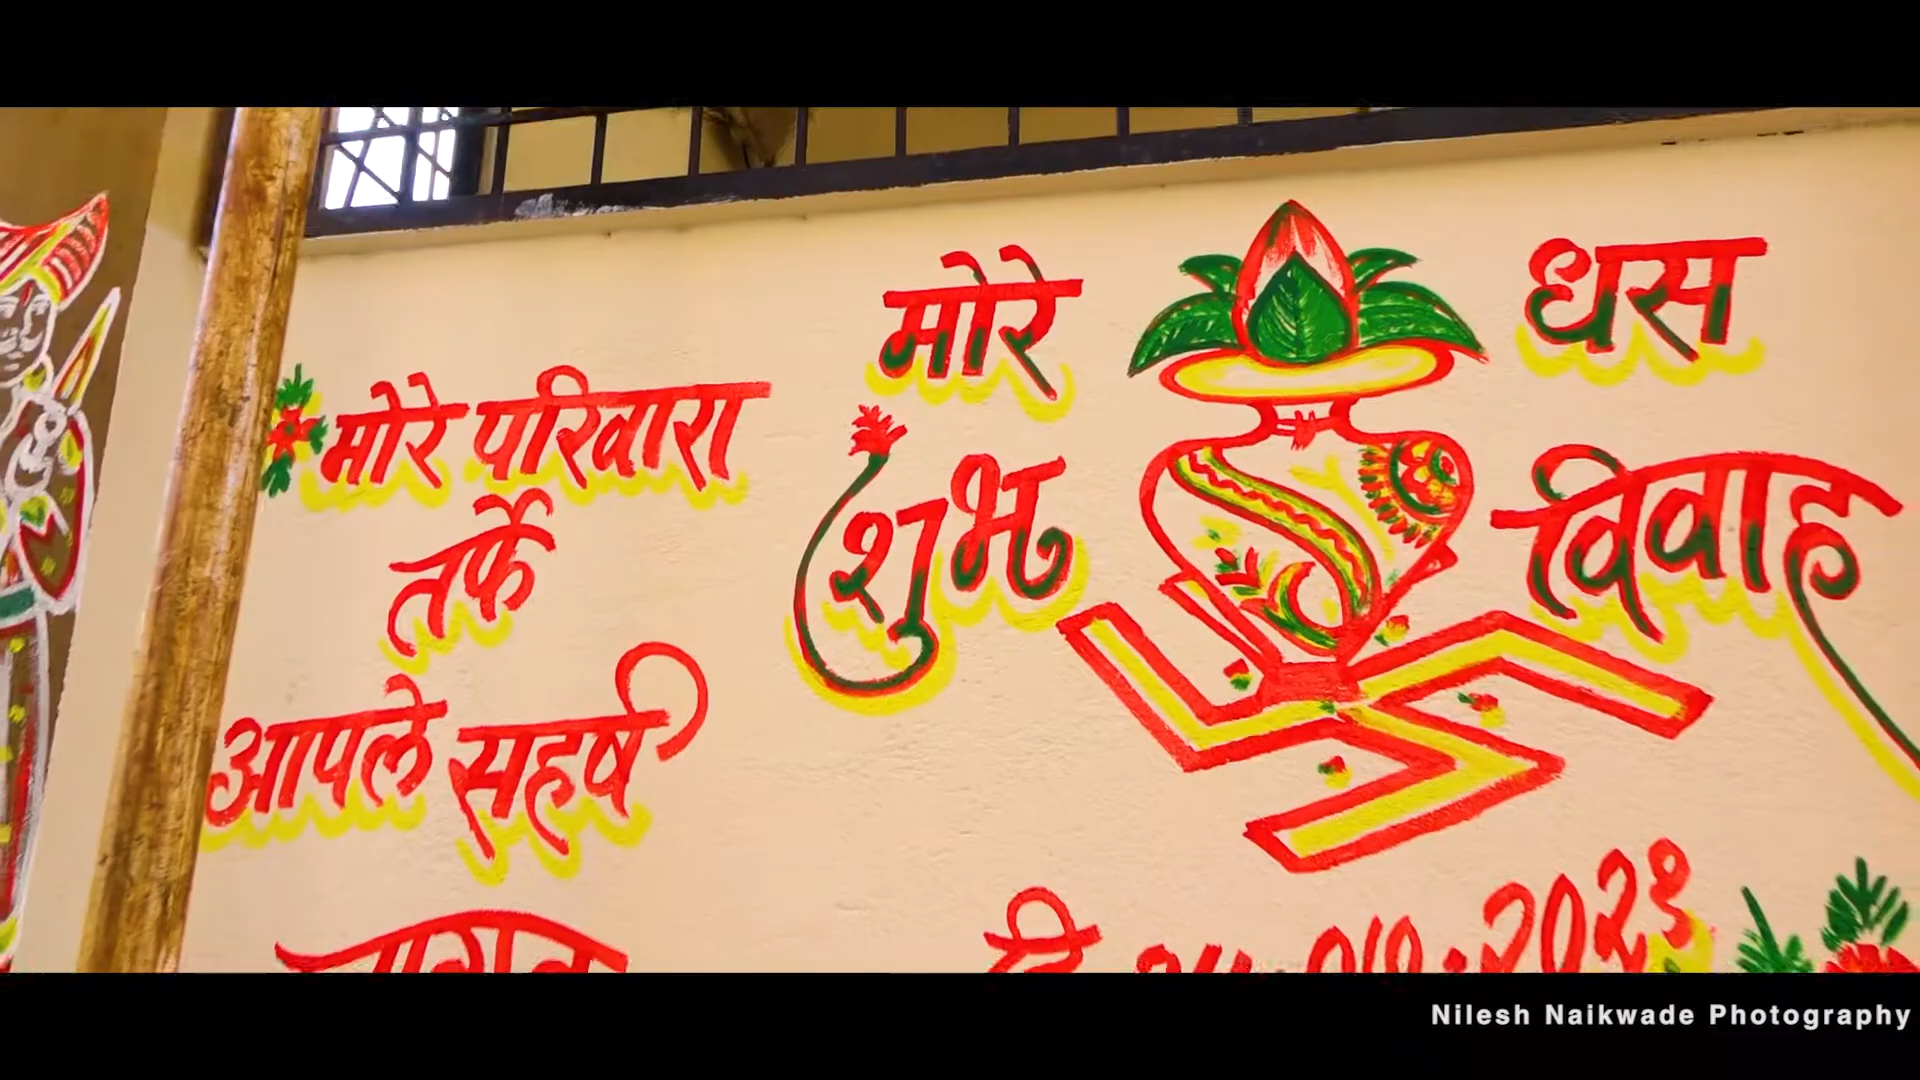 मोरे धस
शुभ विवाह
मोरे परिवारा
तर्फे
आपले सहर्ष
Nilesh Naikwade Photography